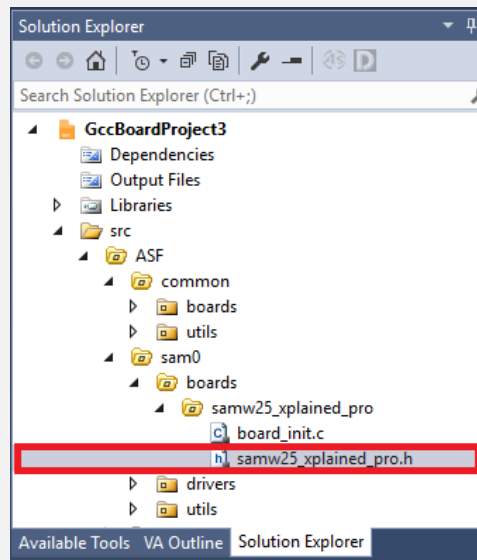 Solution Explorer
Search Solution Explorer (Ctrl+;)
GccBoardProject3
Dependencies
Output Files
Libraries
src
ASF
common
boards
utils
sam0
boards
samw25_xplained_pro
board_init.c
samw25_xplained_pro.h
drivers
utils
Available Tools VA Outline Solution Explorer